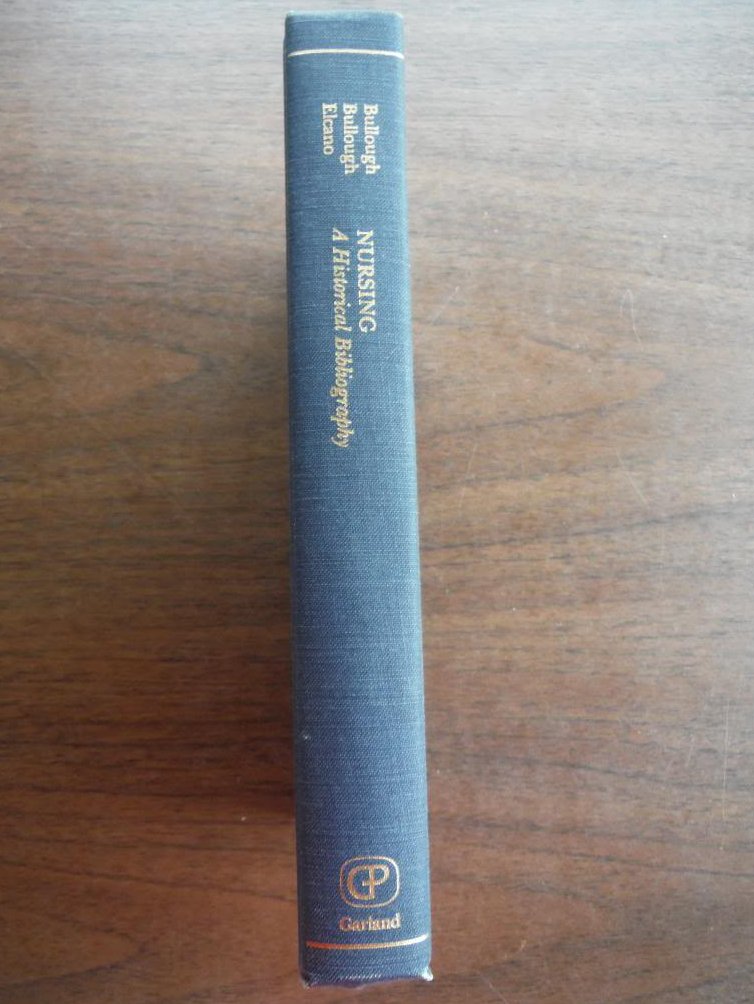 Bullough
Bullough
Elcano
NURSING
A Historical Bibliography
GP
Garland